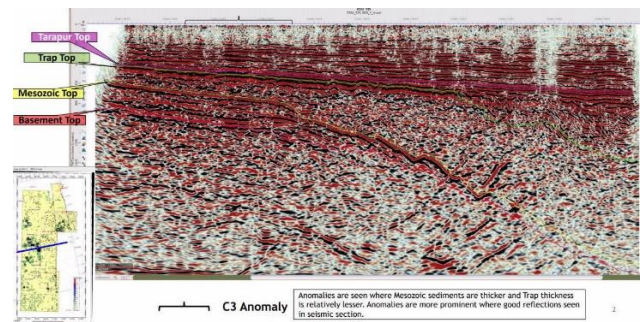 Tarapur Top
Trap Top
Mesozoic Top
Basement Top
C3 Anomaly
Anomalies are seen where Mesozoic sediments are thicker and Trap thickness
is relatively lesser. Anomalies are more prominent where good reflections seen
in seismic section.
2